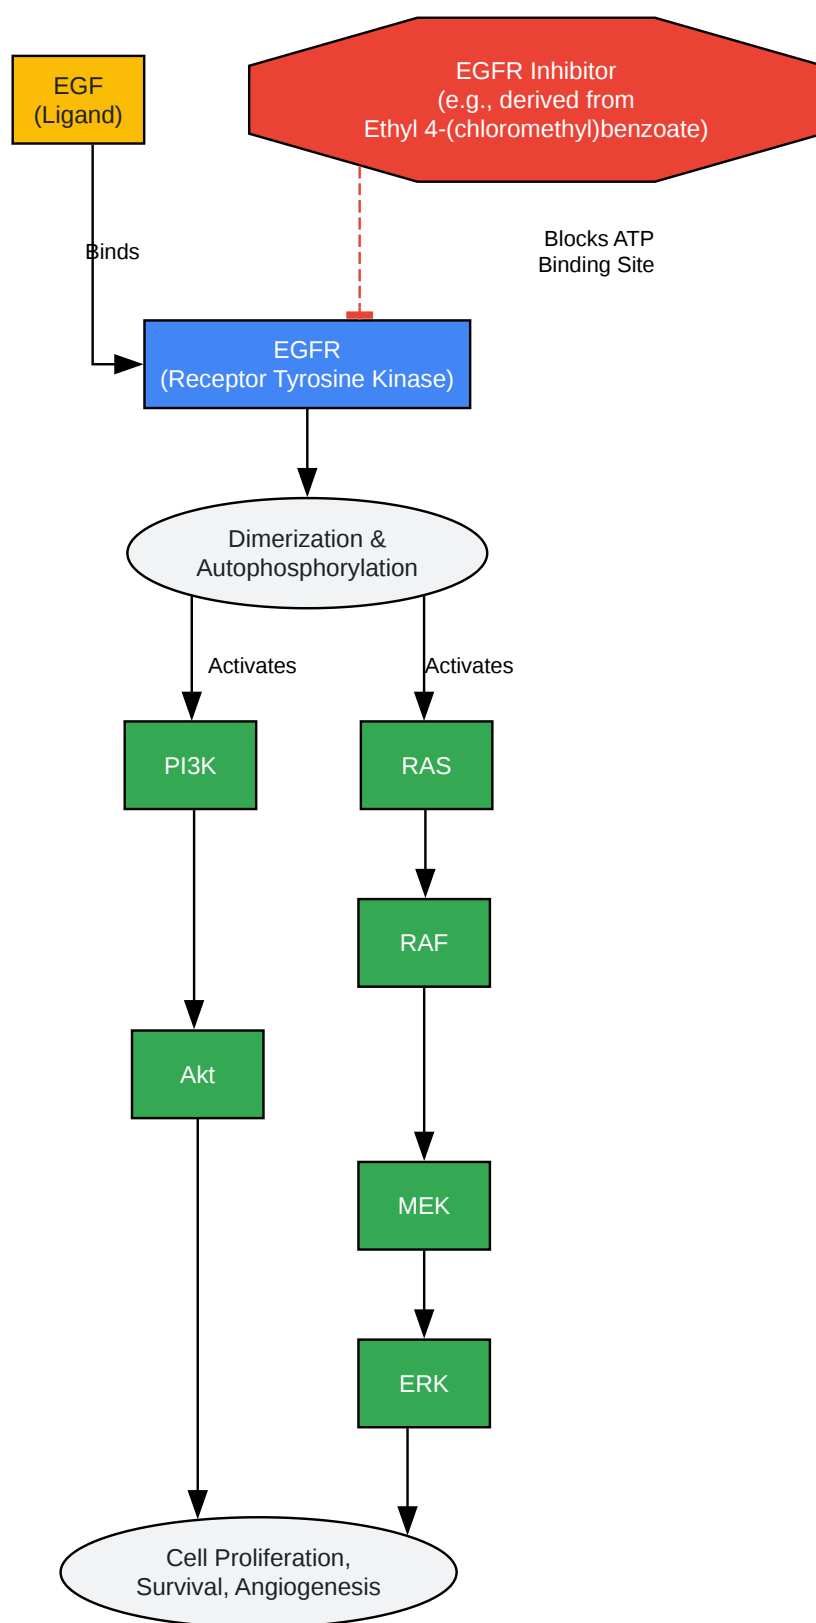 EGF
(Ligand)
EGFR Inhibitor
(e.g., derived from
Ethyl 4-(chloromethyl)benzoate)
Binds
Blocks ATP
Binding Site
EGFR
(Receptor Tyrosine Kinase)
Dimerization &
Autophosphorylation
Activates
Activates
PI3K
RAS
RAF
Akt
MEK
ERK
Cell Proliferation,
Survival, Angiogenesis